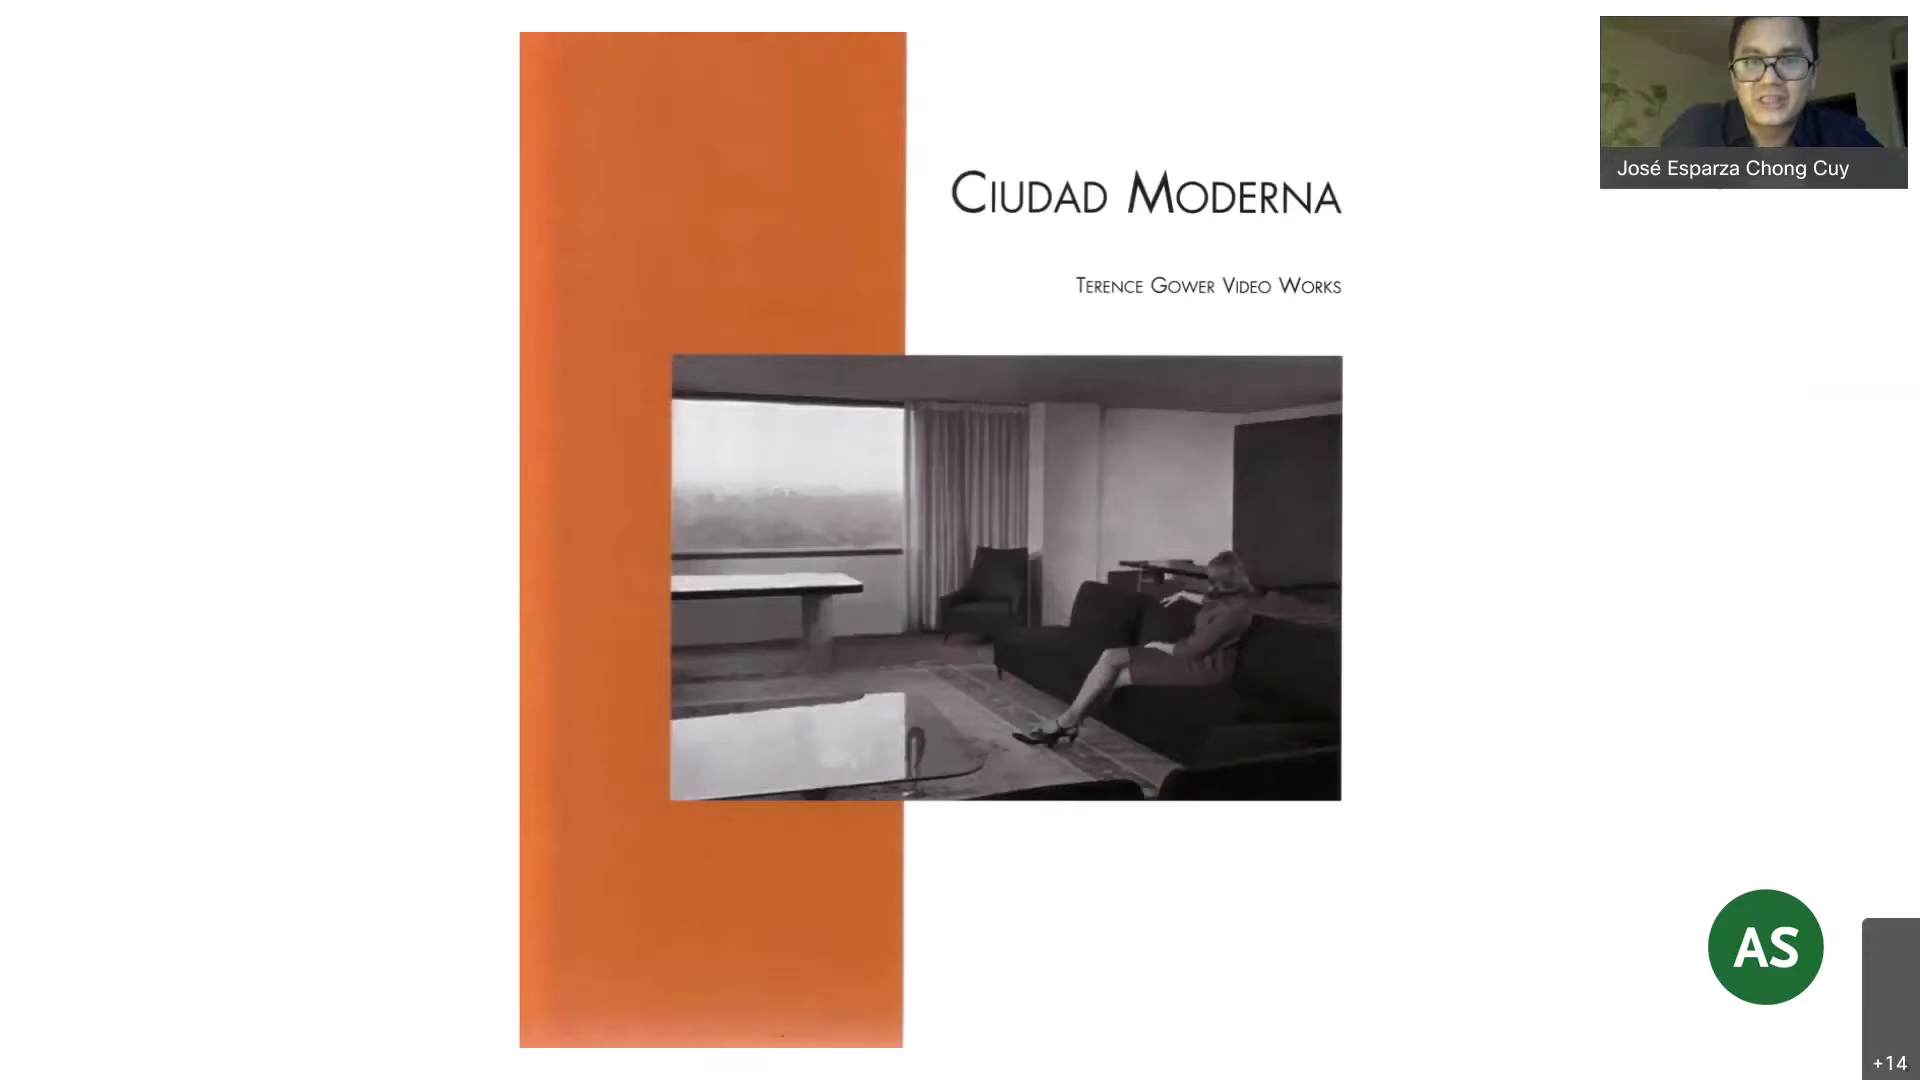 CIUDAD MODERNA
TERENCE GOWER VIDEO WORKS
José Esparza Chong Cuy
AS
+14